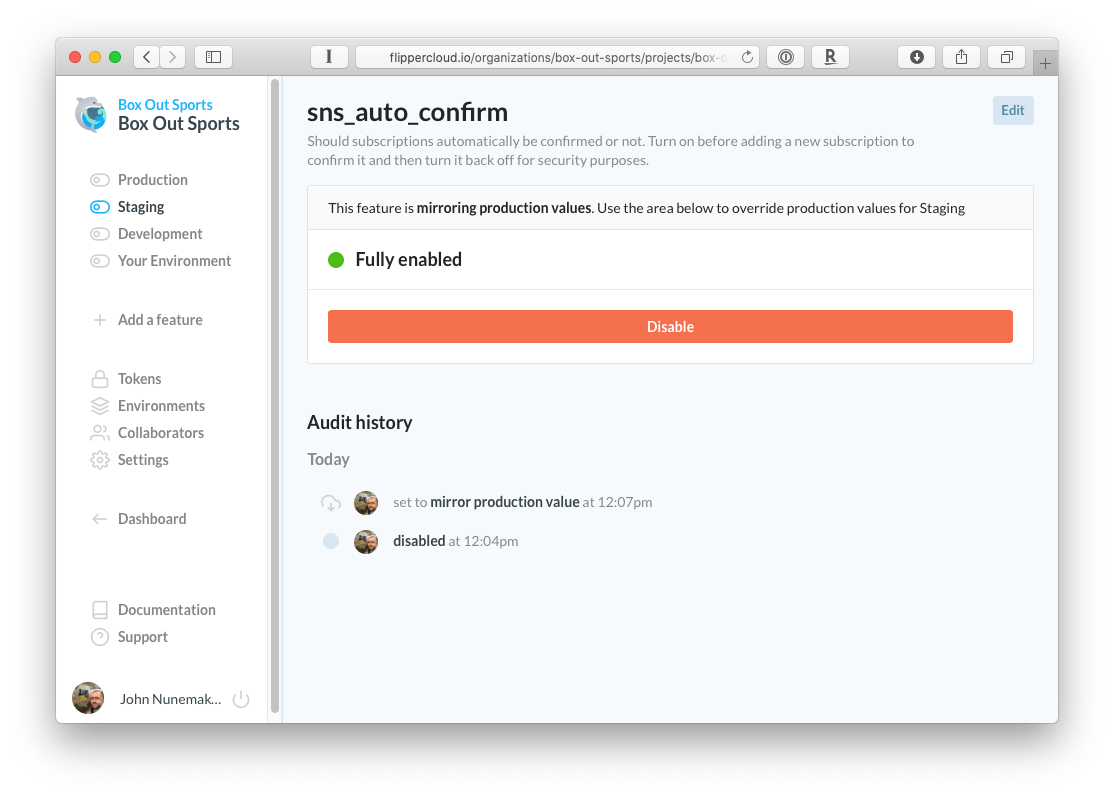 flippercloud.io/organizations/box-out-sports/projects/box-o
Box Out Sports
Box Out Sports
Production
Staging
Development
Your Environment
Add a feature
Tokens
Environments
Collaborators
Settings
Dashboard
Documentation
Support
John Nunemak...
sns_auto_confirm
Edit
Should subscriptions automatically be confirmed or not. Turn on before adding a new subscription to
confirm it and then turn it back off for security purposes.
This feature is mirroring production values. Use the area below to override production values for Staging
Fully enabled
Disable
Audit history
Today
set to mirror production value at 12:07pm
disabled at 12:04pm